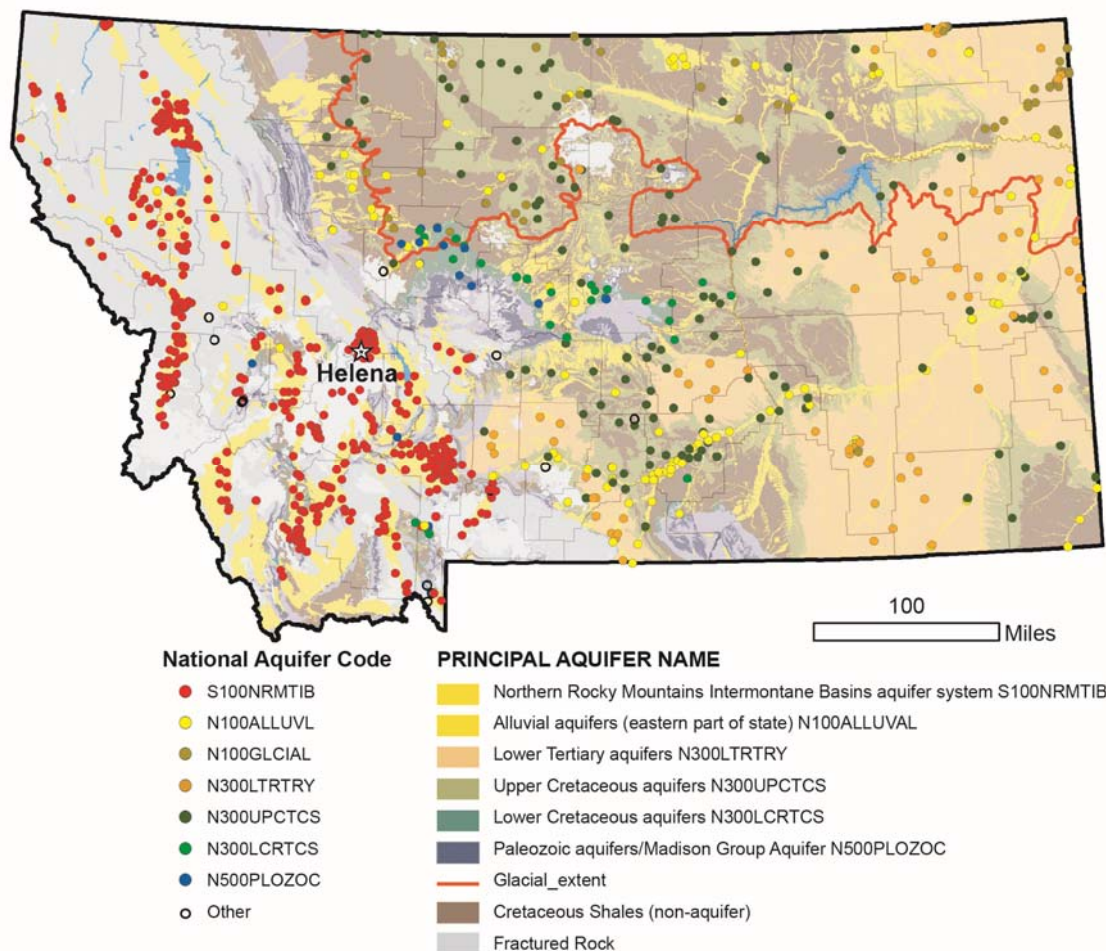 Helena
100
Miles
National Aquifer Code
S100NRMTIB
N100ALLUVL
N100GLCIAL
N300LTRTRY
N300UPCTCS
N300LCRTCS
N500PLOZOC
Other
PRINCIPAL AQUIFER NAME
Northern Rocky Mountains Intermontane Basins aquifer system S100NRMTIB
Alluvial aquifers (eastern part of state) N100ALLUVAL
Lower Tertiary aquifers N300LTRTRY
Upper Cretaceous aquifers N300UPCTCS
Lower Cretaceous aquifers N300LCRTCS
Paleozoic aquifers/Madison Group Aquifer N500PLOZOC
Glacial_extent
Cretaceous Shales (non-aquifer)
Fractured Rock